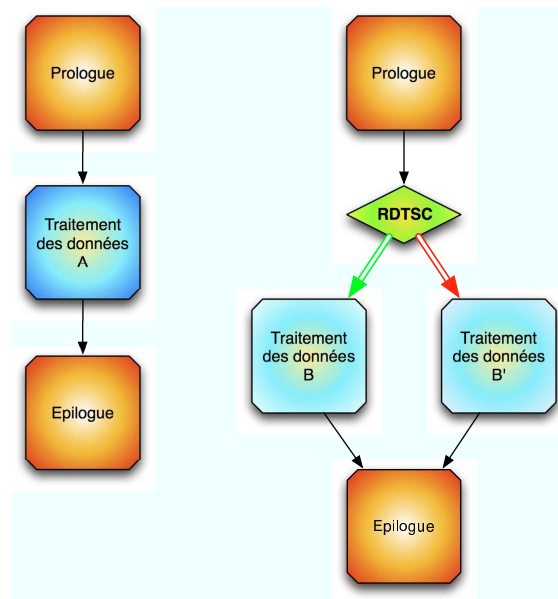 Prologue
Traitement
des données
A
Epilogue
Prologue
RDTSC
Traitement
des données
B
Traitement
des données
B'
Epilogue